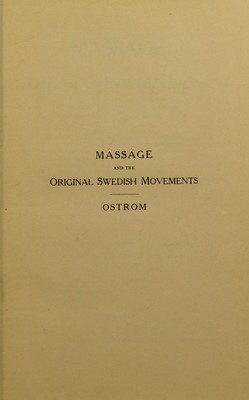 MASSAGE
AND THE
ORIGINAL SWEDISH MOVEMENTS
OSTROM